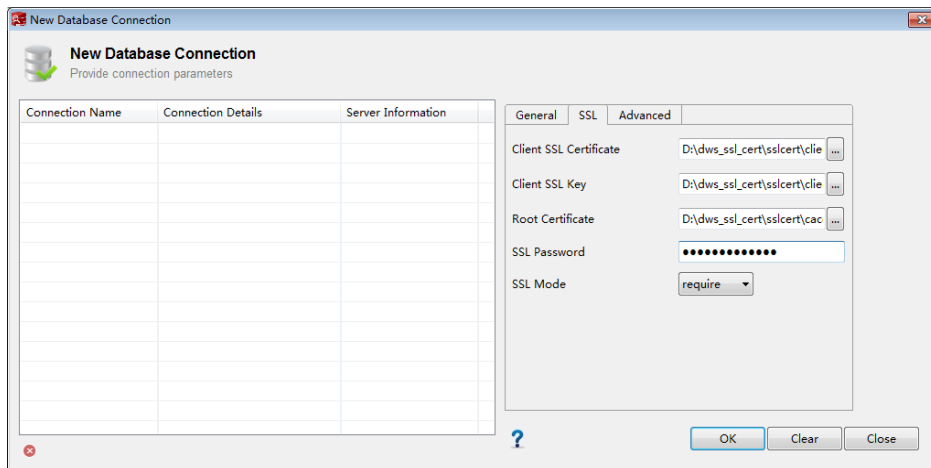 New Database Connection
New Database Connection
Provide connection parameters
Connection Name Connection Details Server Information
General SSL Advanced
Client SSL Certificate D:\dws_ssl_cert\sslcert\clie ...
Client SSL Key D:\dws_ssl_cert\sslcert\clie ...
Root Certificate D:\dws_ssl_cert\sslcert\cac ...
SSL Password ●●●●●●●●●●●●●
SSL Mode require
? OK Clear Close